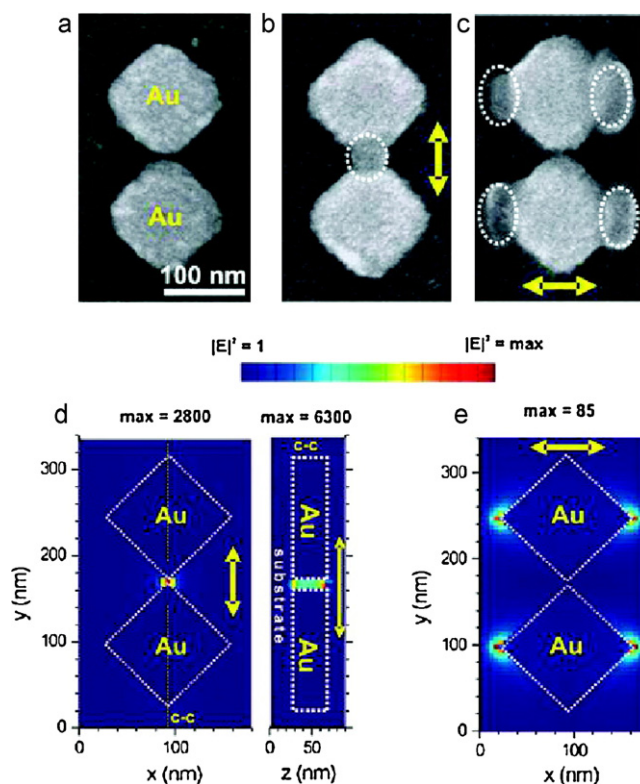 a
b
c
Au
Au
100 nm
|E|² = 1
|E|² = max
d
max = 2800
max = 6300
e
max = 85
C-C
Au
Au
C-C
substrate
Au
Au
Au
Au
y (nm)
300
200
100
0
0
100
x (nm)
0
50
z (nm)
y (nm)
300
200
100
0
0
100
x (nm)